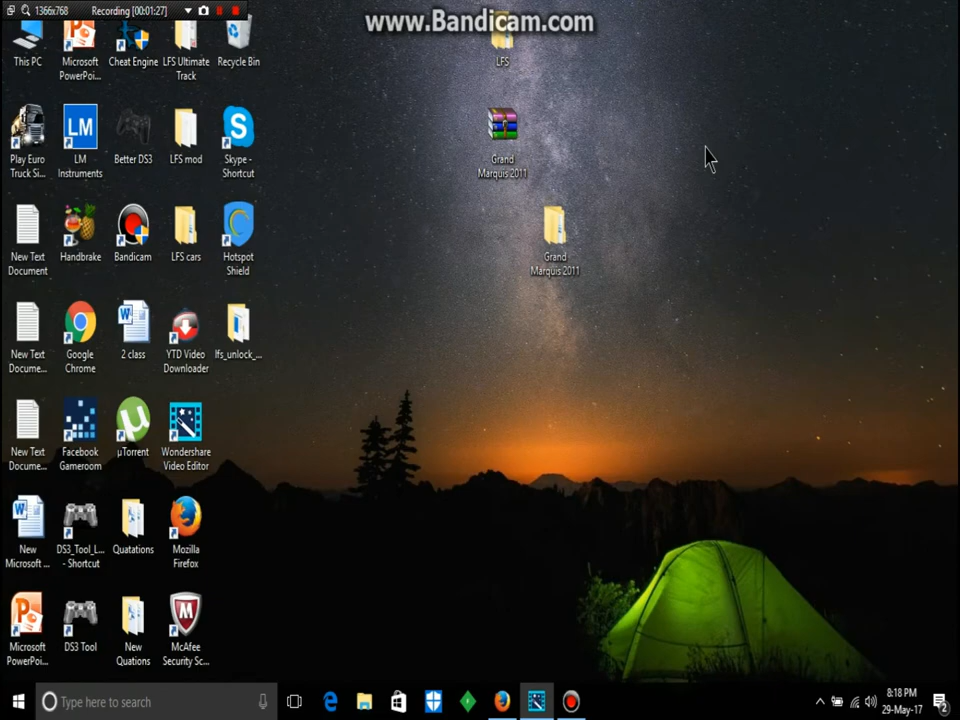 1366x768
Recording [00:01:27]
www.Bandicam.com
This PC
Microsoft
PowerPoi...
Cheat Engine
LFS Ultimate
Track
Recycle Bin
LFS
Play Euro
Truck Si...
LM
LM
Instruments
Better DS3
LFS mod
S
Skype -
Shortcut
Grand
Marquis 2011
New Text
Document
Handbrake
Bandicam
LFS cars
Hotspot
Shield
Grand
Marquis 2011
New Text
Docume...
Google
Chrome
2 class
YTD Video
Downloader
lfs_unlock_...
New Text
Docume...
Facebook
Gameroom
µ
µTorrent
Wondershare
Video Editor
New
Microsoft ...
DS3_Tool_L...
- Shortcut
Quatations
Mozilla
Firefox
Microsoft
PowerPoi...
DS3 Tool
New
Quations
McAfee
Security Sc...
Type here to search
8:18 PM
29-May-17
2